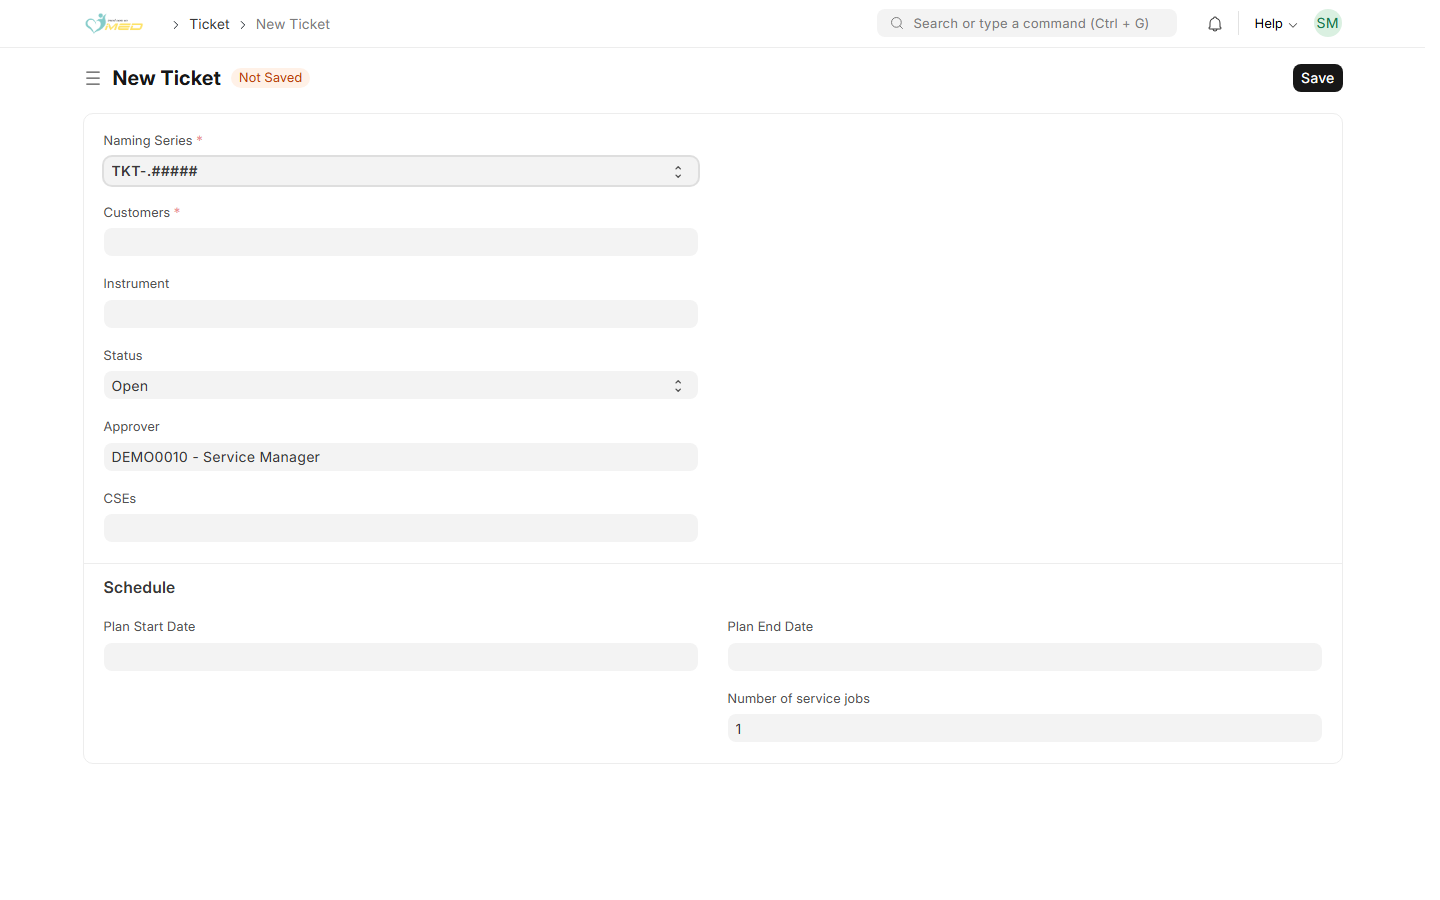 MED
Ticket
New Ticket
Search or type a command (Ctrl + G)
Help
SM
New Ticket
Not Saved
Save
Naming Series *
TKT-.#####
Customers *
Instrument
Status
Open
Approver
DEMO0010 - Service Manager
CSEs
Schedule
Plan Start Date
Plan End Date
Number of service jobs
1